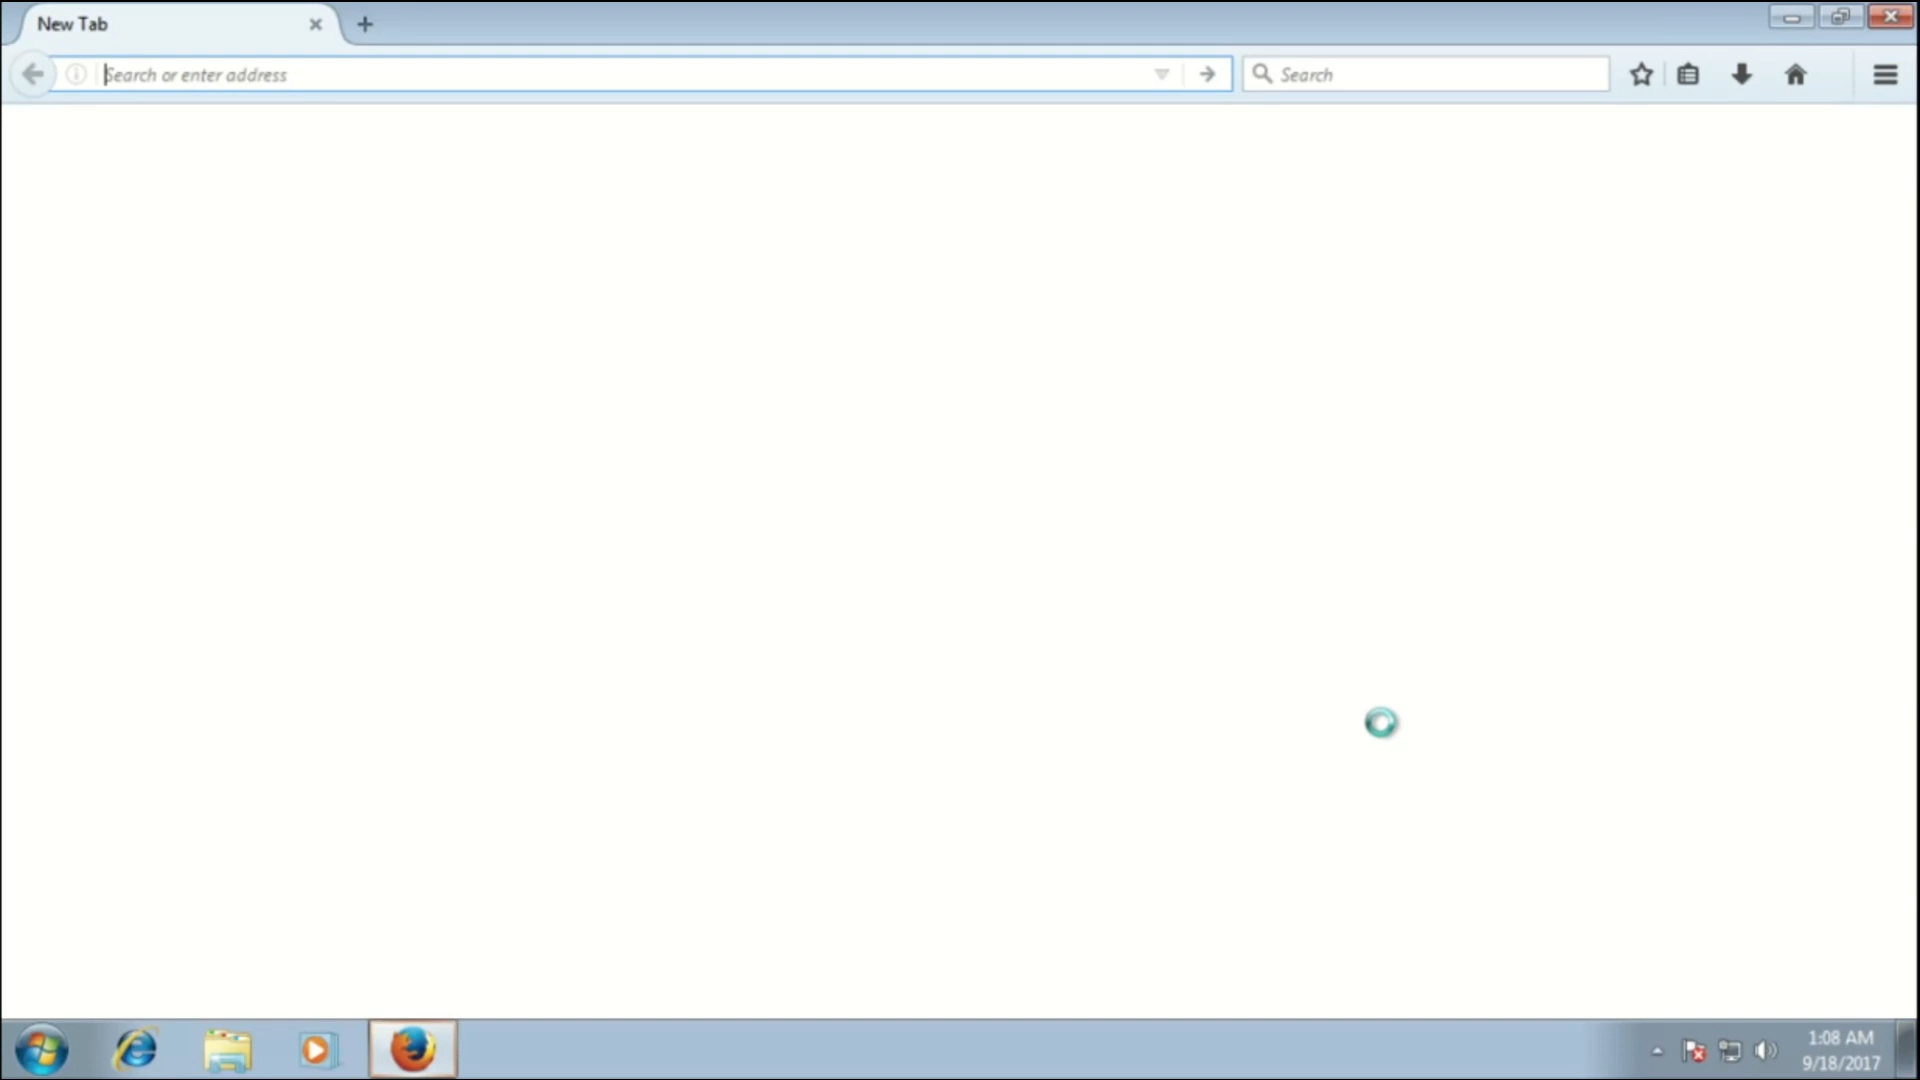 New Tab
Search or enter address
Search
1:08 AM
9/18/2017